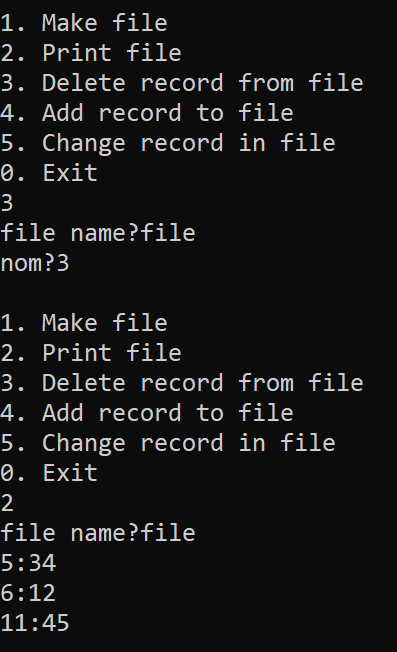 1. Make file
2. Print file
3. Delete record from file
4. Add record to file
5. Change record in file
0. Exit
3
file name?file
nom?3

1. Make file
2. Print file
3. Delete record from file
4. Add record to file
5. Change record in file
0. Exit
2
file name?file
5:34
6:12
11:45